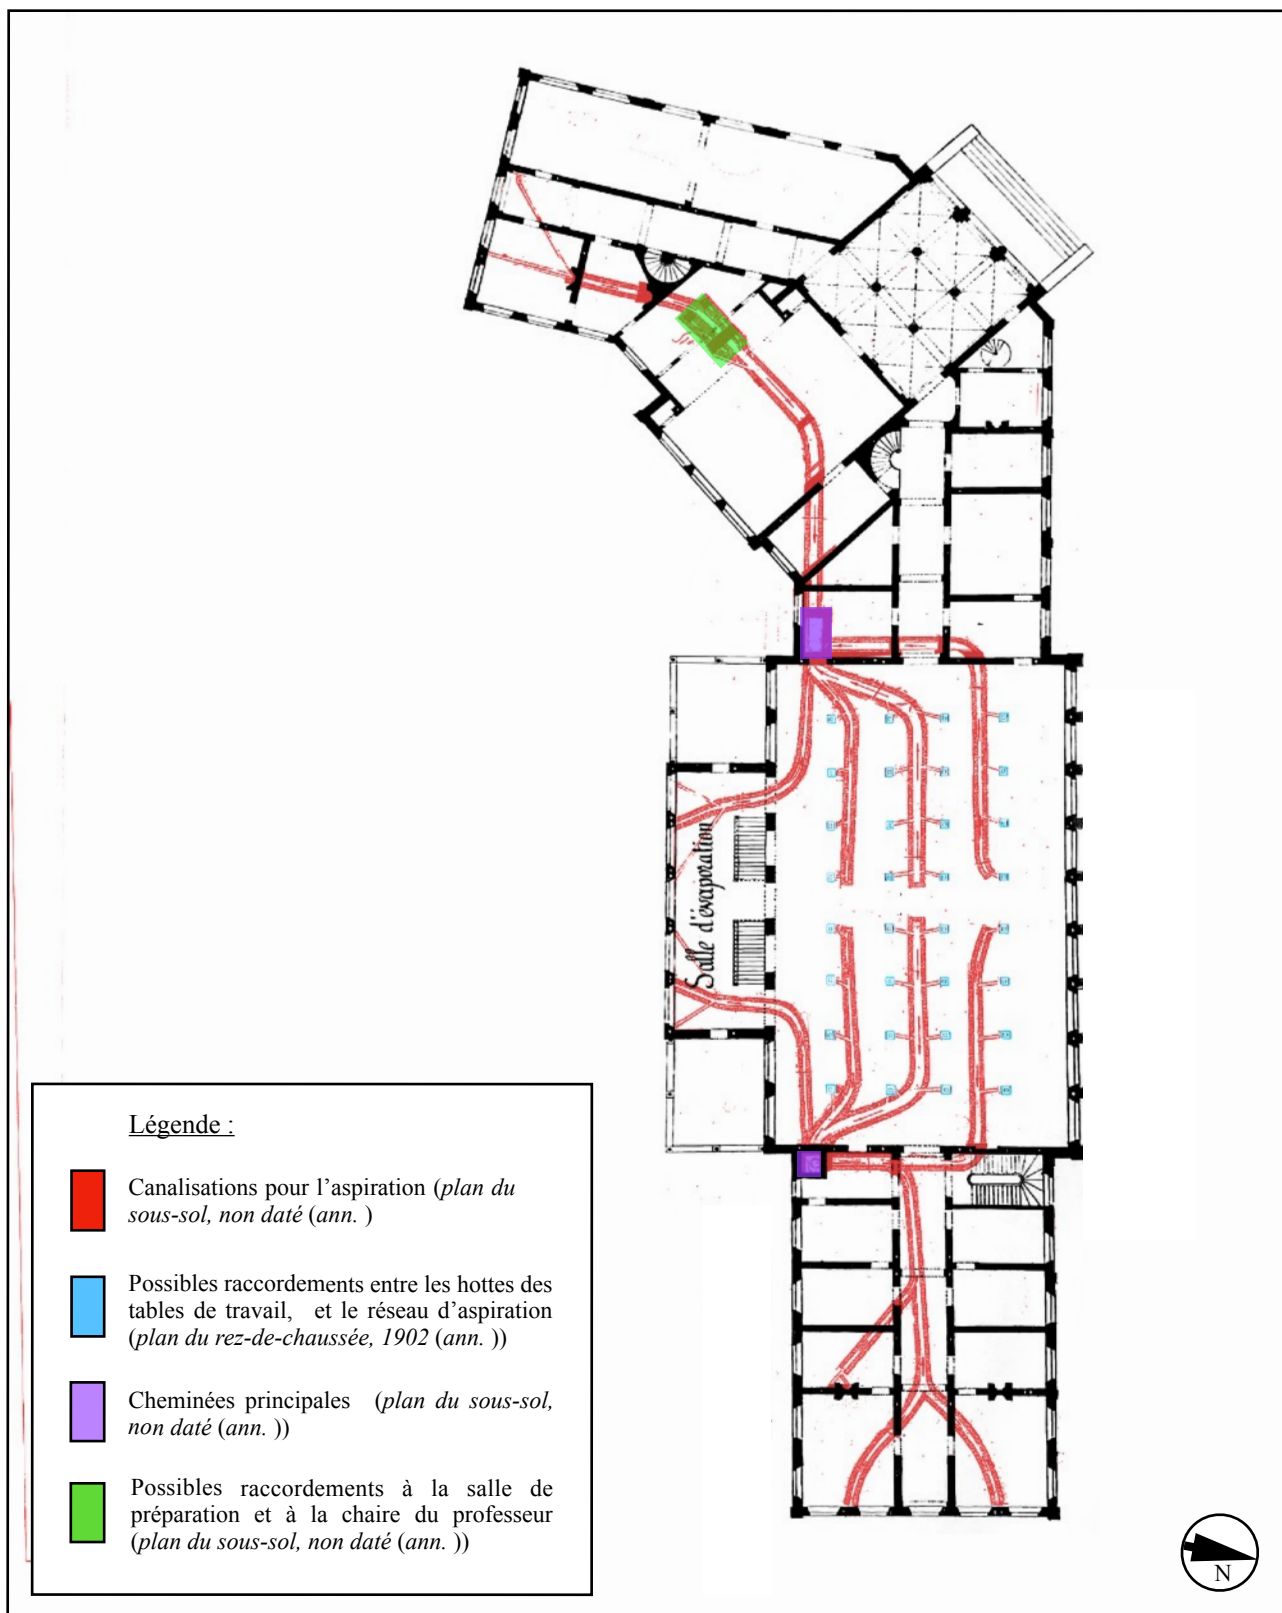 Salle d'évaporation
Légende :
Canalisations pour l'aspiration (plan du
sous-sol, non daté (ann. )
Possibles raccordements entre les hottes des
tables de travail, et le réseau d'aspiration
(plan du rez-de-chaussée, 1902 (ann. ))
Cheminées principales (plan du sous-sol,
non daté (ann. ))
Possibles raccordements à la salle de
préparation et à la chaire du professeur
(plan du sous-sol, non daté (ann. ))
N